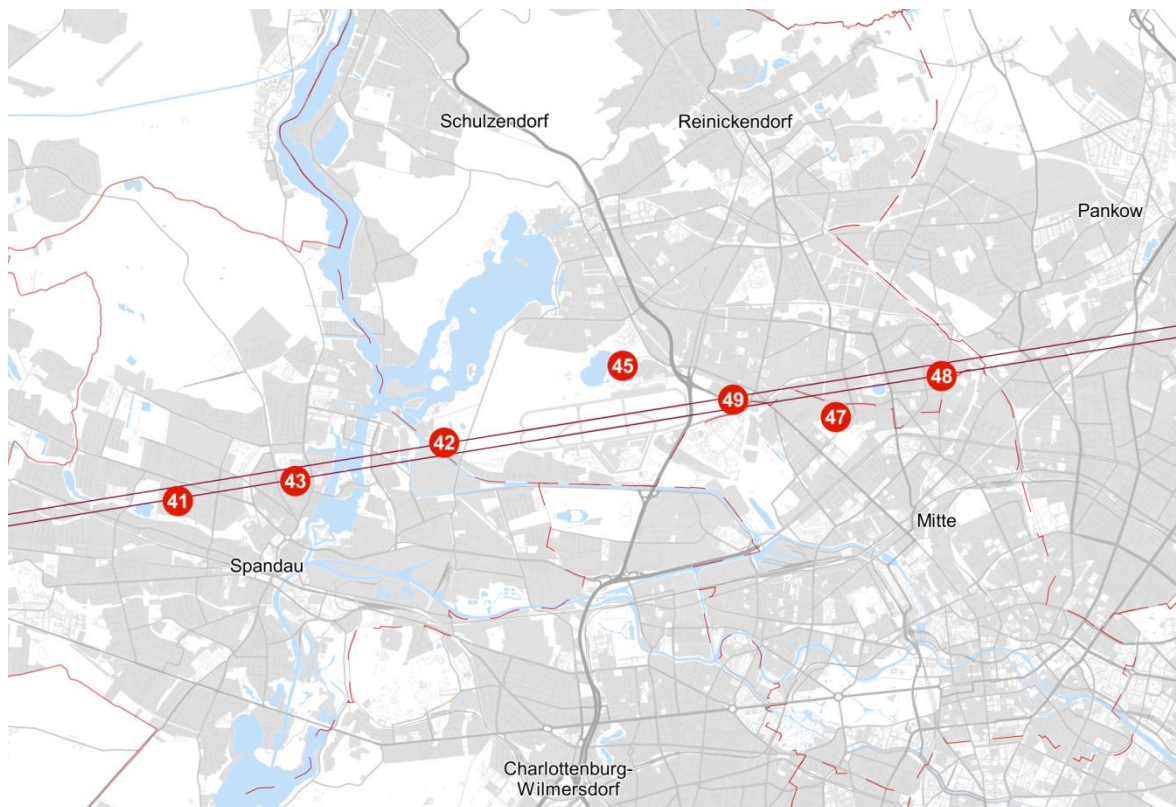 Schulzendorf
Reinickendorf
Pankow
45
48
49
47
42
43
41
Mitte
Spandau
Charlottenburg-
Wilmersdorf